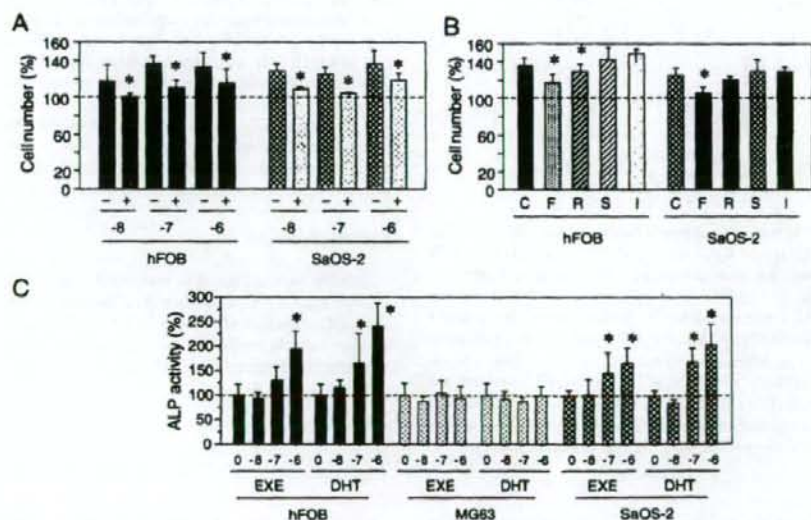 A
Cell number (%)
160
140
120
100
60
20
0
− + − + − + − + − + − +
-8 -7 -6 -8 -7 -6
hFOB SaOS-2
B
Cell number (%)
160
140
120
100
60
20
0
C F R S I C F R S I
hFOB SaOS-2
C
ALP activity (%)
300
250
200
150
100
50
0
0 -8 -7 -6 0 -8 -7 -6 0 -8 -7 -6 0 -8 -7 -6 0 -8 -7 -6 0 -8 -7 -6
EXE DHT EXE DHT EXE DHT
hFOB MG63 SaOS-2